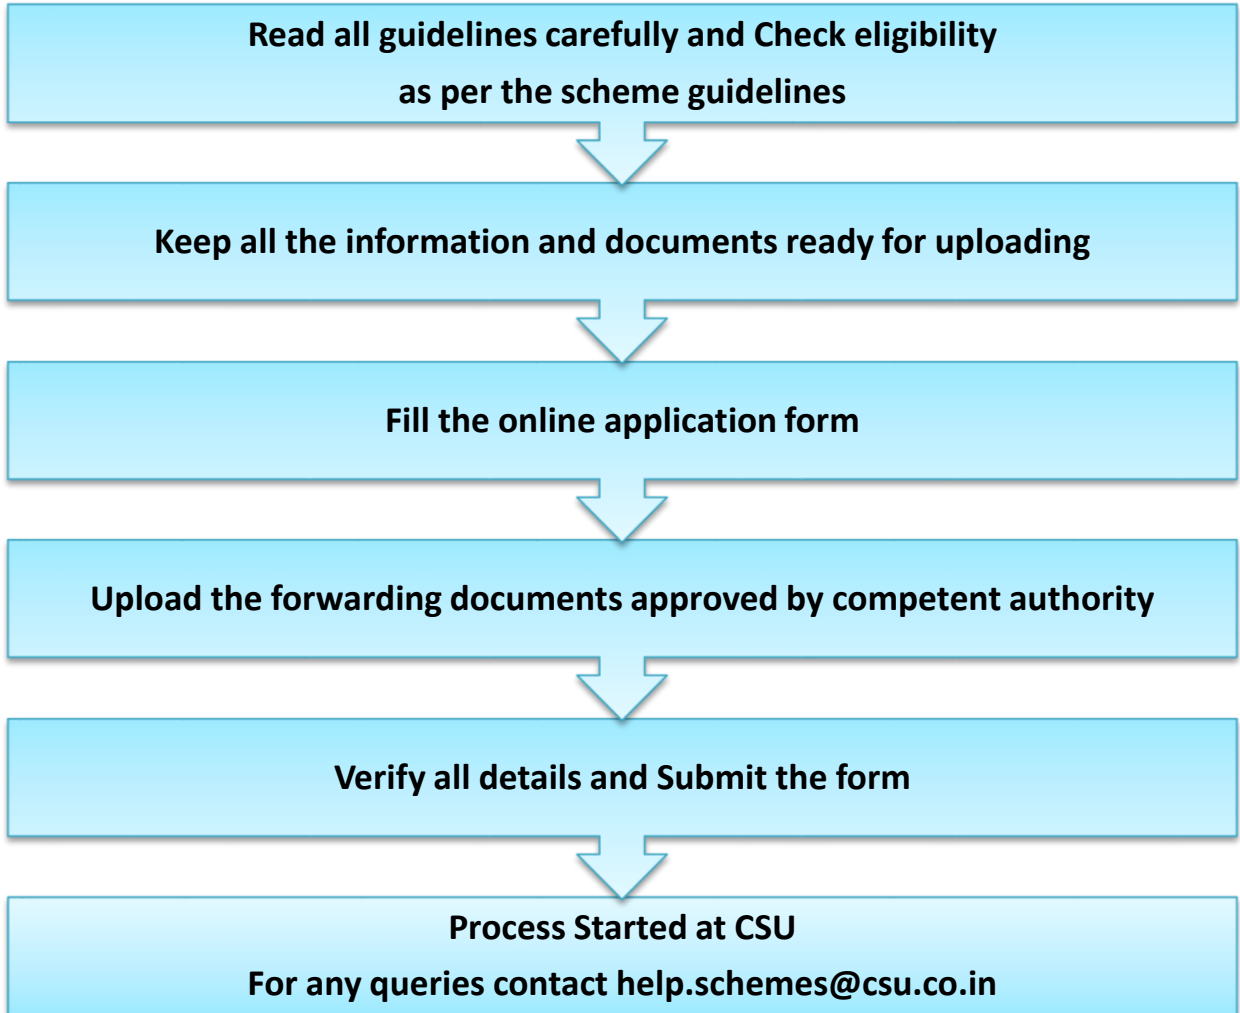 Read all guidelines carefully and Check eligibility
as per the scheme guidelines
Keep all the information and documents ready for uploading
Fill the online application form
Upload the forwarding documents approved by competent authority
Verify all details and Submit the form
Process Started at CSU
For any queries contact help.schemes@csu.co.in